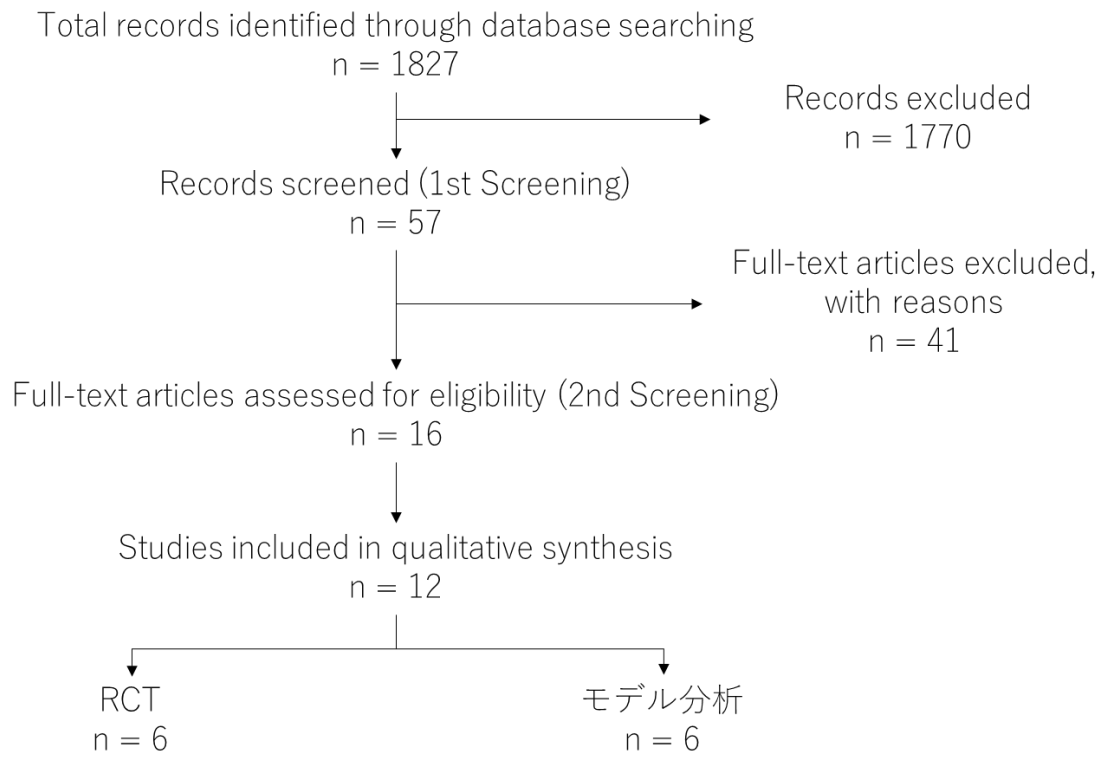 Total records identified through database searching
n = 1827
Records excluded
n = 1770
Records screened (1st Screening)
n = 57
Full-text articles excluded,
with reasons
n = 41
Full-text articles assessed for eligibility (2nd Screening)
n = 16
Studies included in qualitative synthesis
n = 12
RCT
n = 6
モデル分析
n = 6